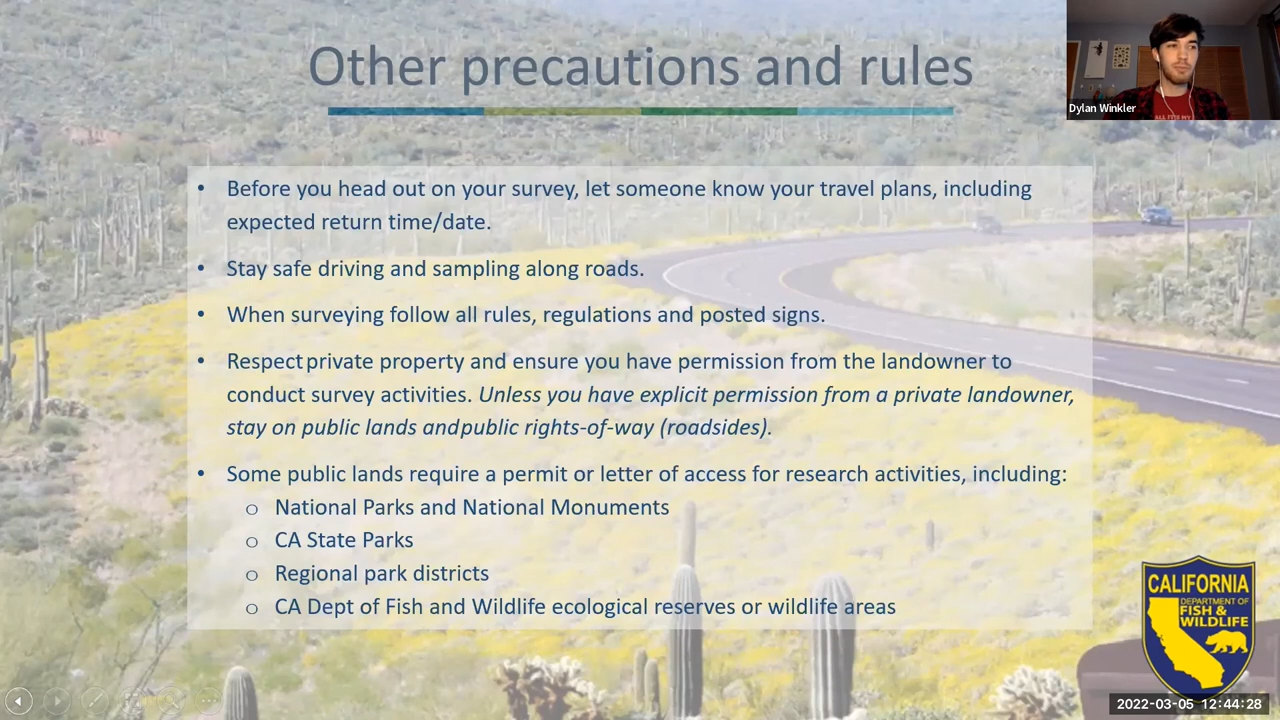 Other precautions and rules
Dylan Winkler
ALL IT IS MY
• Before you head out on your survey, let someone know your travel plans, including
expected return time/date.
• Stay safe driving and sampling along roads.
• When surveying follow all rules, regulations and posted signs.
• Respect private property and ensure you have permission from the landowner to
conduct survey activities. Unless you have explicit permission from a private landowner,
stay on public lands and public rights-of-way (roadsides).
• Some public lands require a permit or letter of access for research activities, including:
o National Parks and National Monuments
o CA State Parks
o Regional park districts
o CA Dept of Fish and Wildlife ecological reserves or wildlife areas
CALIFORNIA
DEPARTMENT OF
FISH &
WILDLIFE
2022-03-05 12:44:28